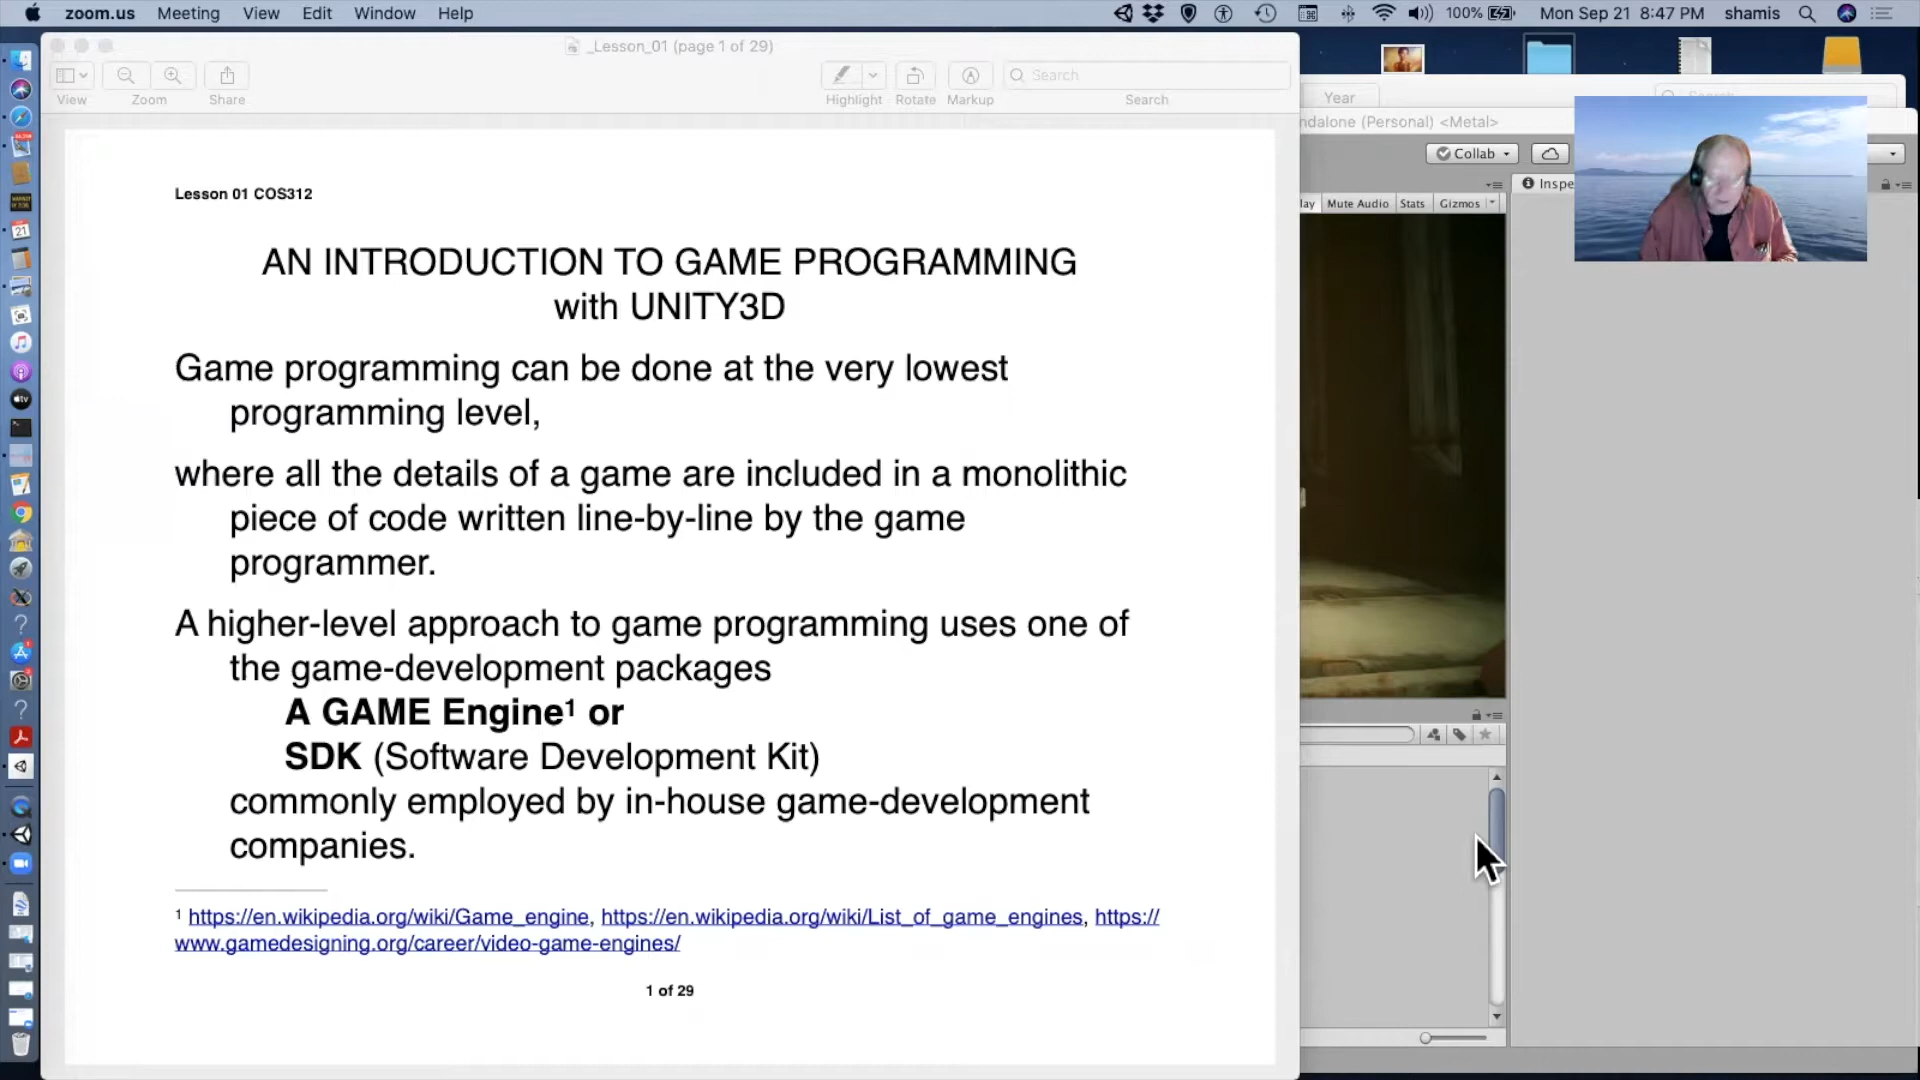 zoom.us Meeting View Edit Window Help 100% Mon Sep 21 8:47 PM shamis
_Lesson_01 (page 1 of 29)
Search
View Zoom Share Highlight Rotate Markup Search
Year
ndalone (Personal) <Metal>
Collab
Inspe
lay Mute Audio Stats Gizmos
Lesson 01 COS312
AN INTRODUCTION TO GAME PROGRAMMING
with UNITY3D
Game programming can be done at the very lowest
programming level,
where all the details of a game are included in a monolithic
piece of code written line-by-line by the game
programmer.
A higher-level approach to game programming uses one of
the game-development packages
A GAME Engine¹ or
SDK (Software Development Kit)
commonly employed by in-house game-development
companies.
¹ https://en.wikipedia.org/wiki/Game_engine, https://en.wikipedia.org/wiki/List_of_game_engines, https://
www.gamedesigning.org/career/video-game-engines/
1 of 29